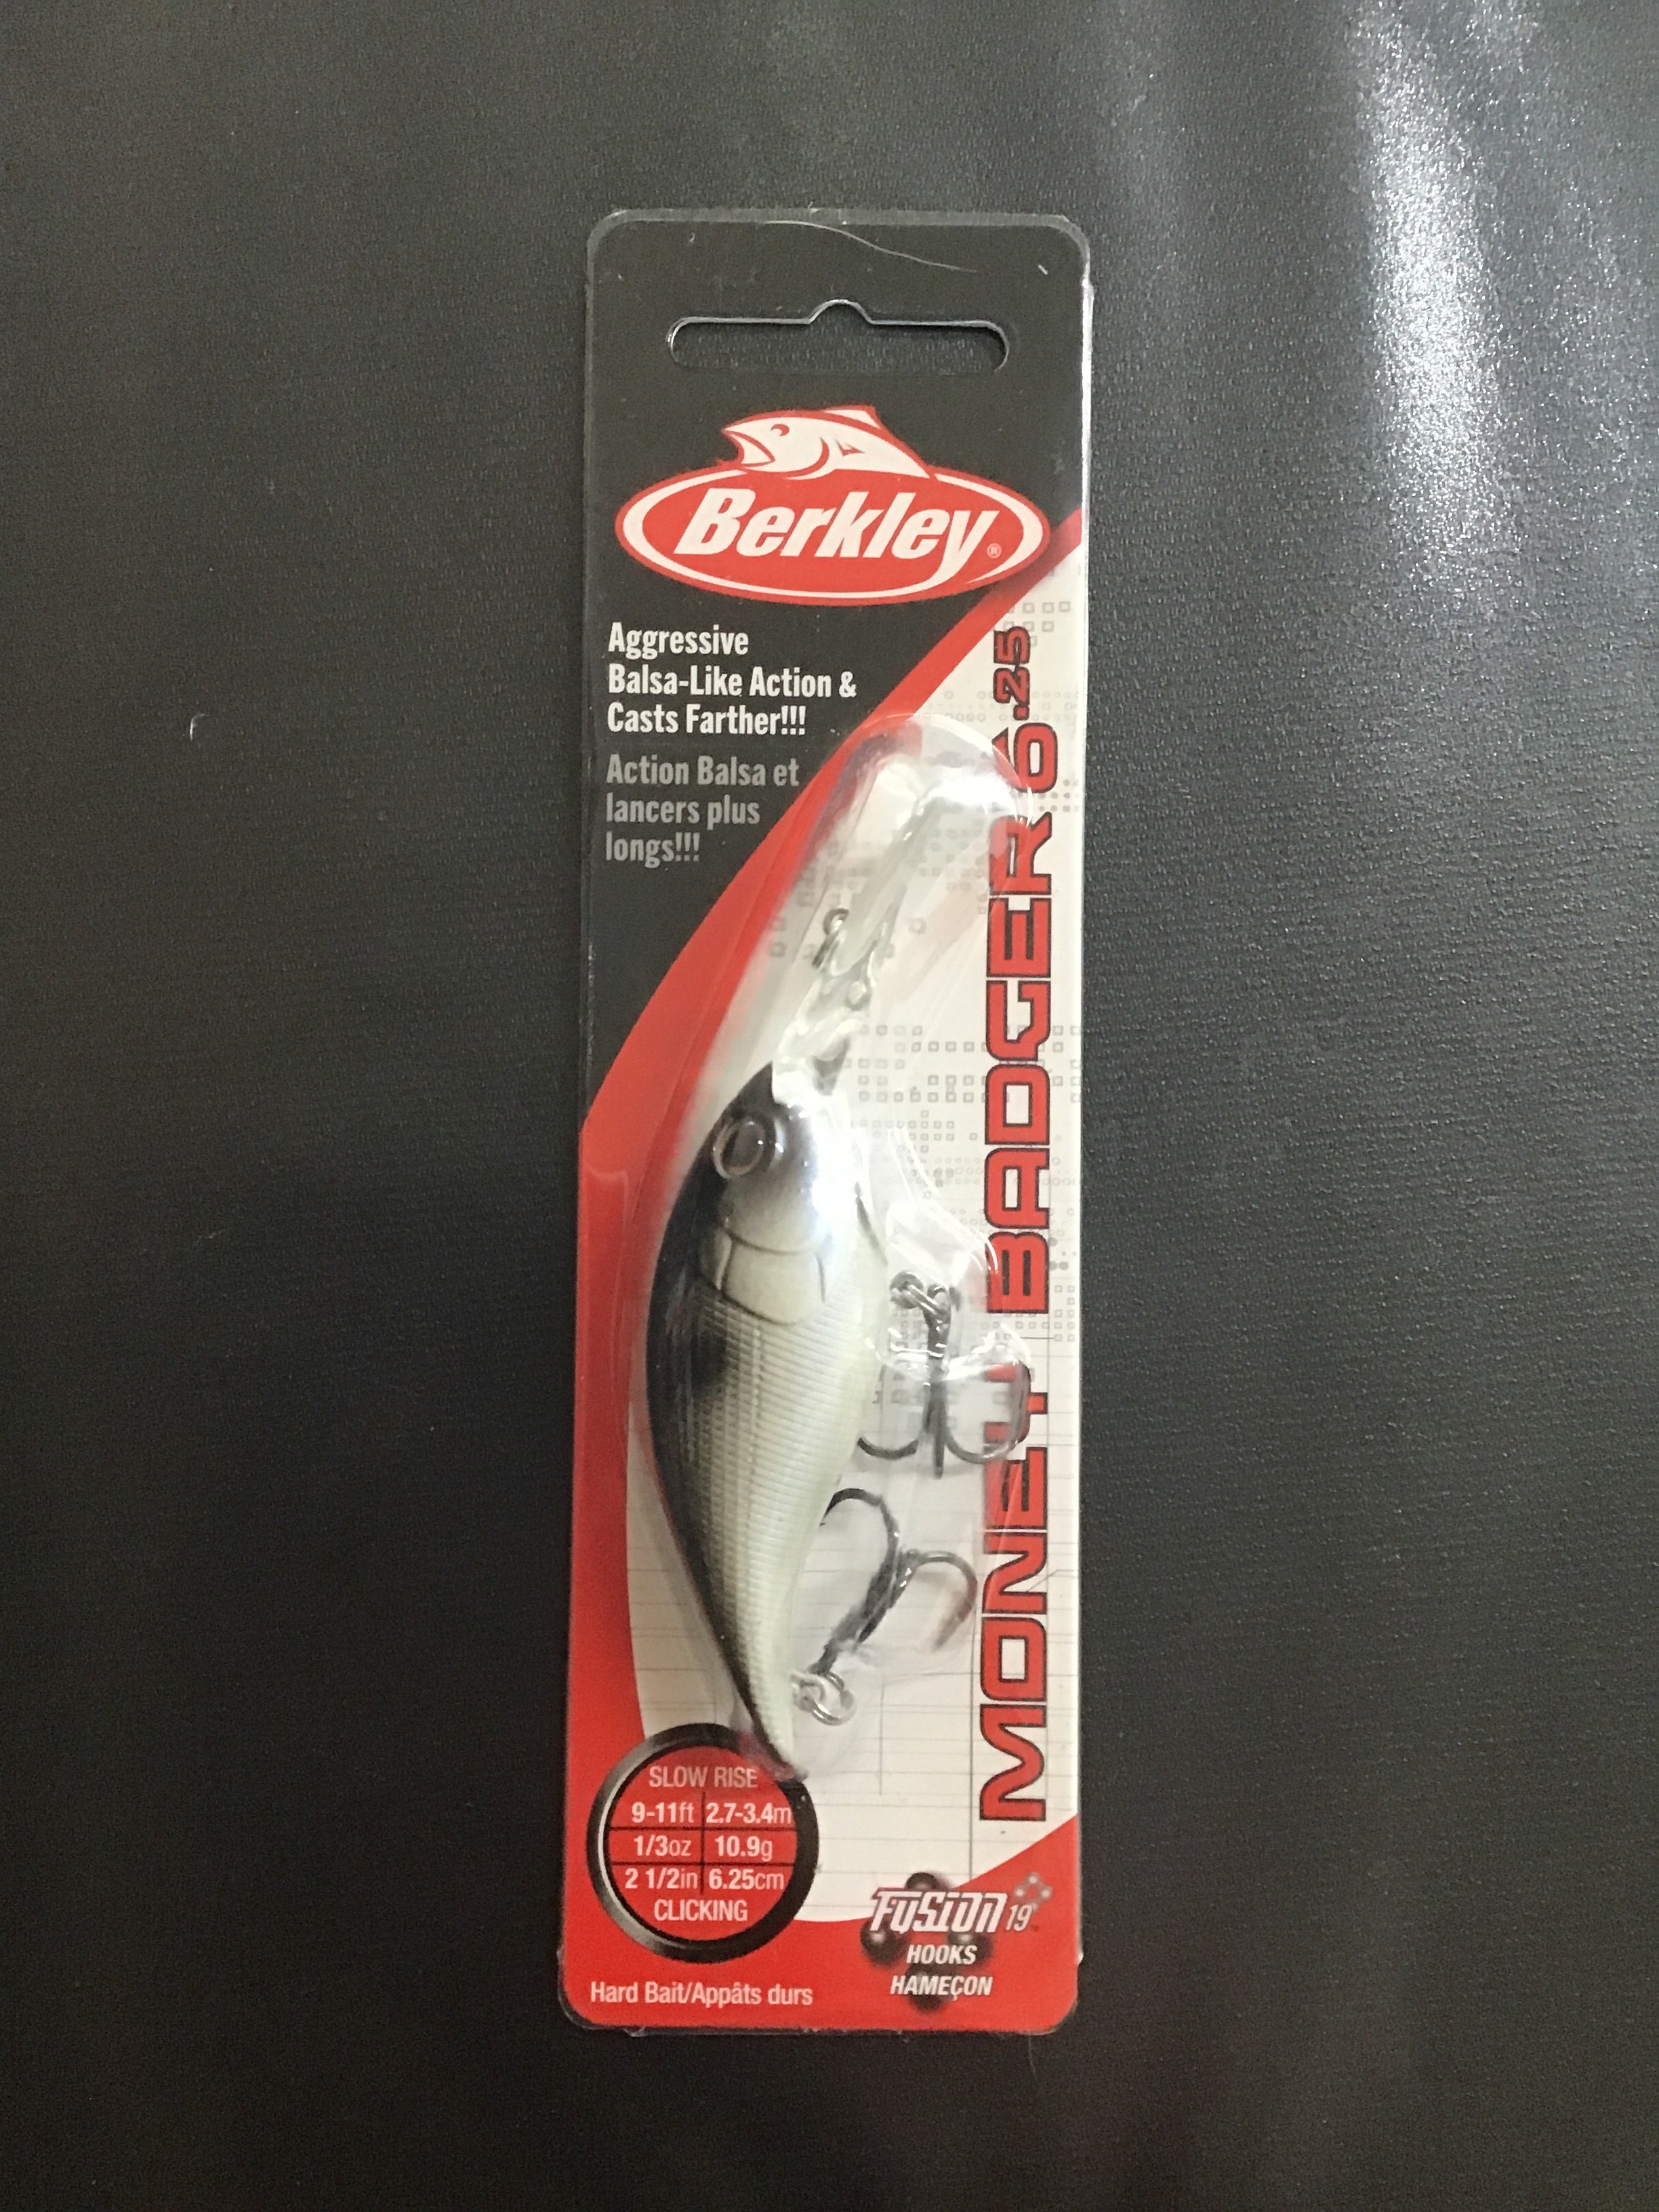 Berkley®
Aggressive
Balsa-Like Action &
Casts Farther!!!
Action Balsa et
lancers plus
longs!!!
MONEY BADGER 6.25
SLOW RISE
9-11ft 2.7-3.4m
1/3oz 10.9g
2 1/2in 6.25cm
CLICKING
FUSION 19™
HOOKS
HAMEÇON
Hard Bait/Appâts durs